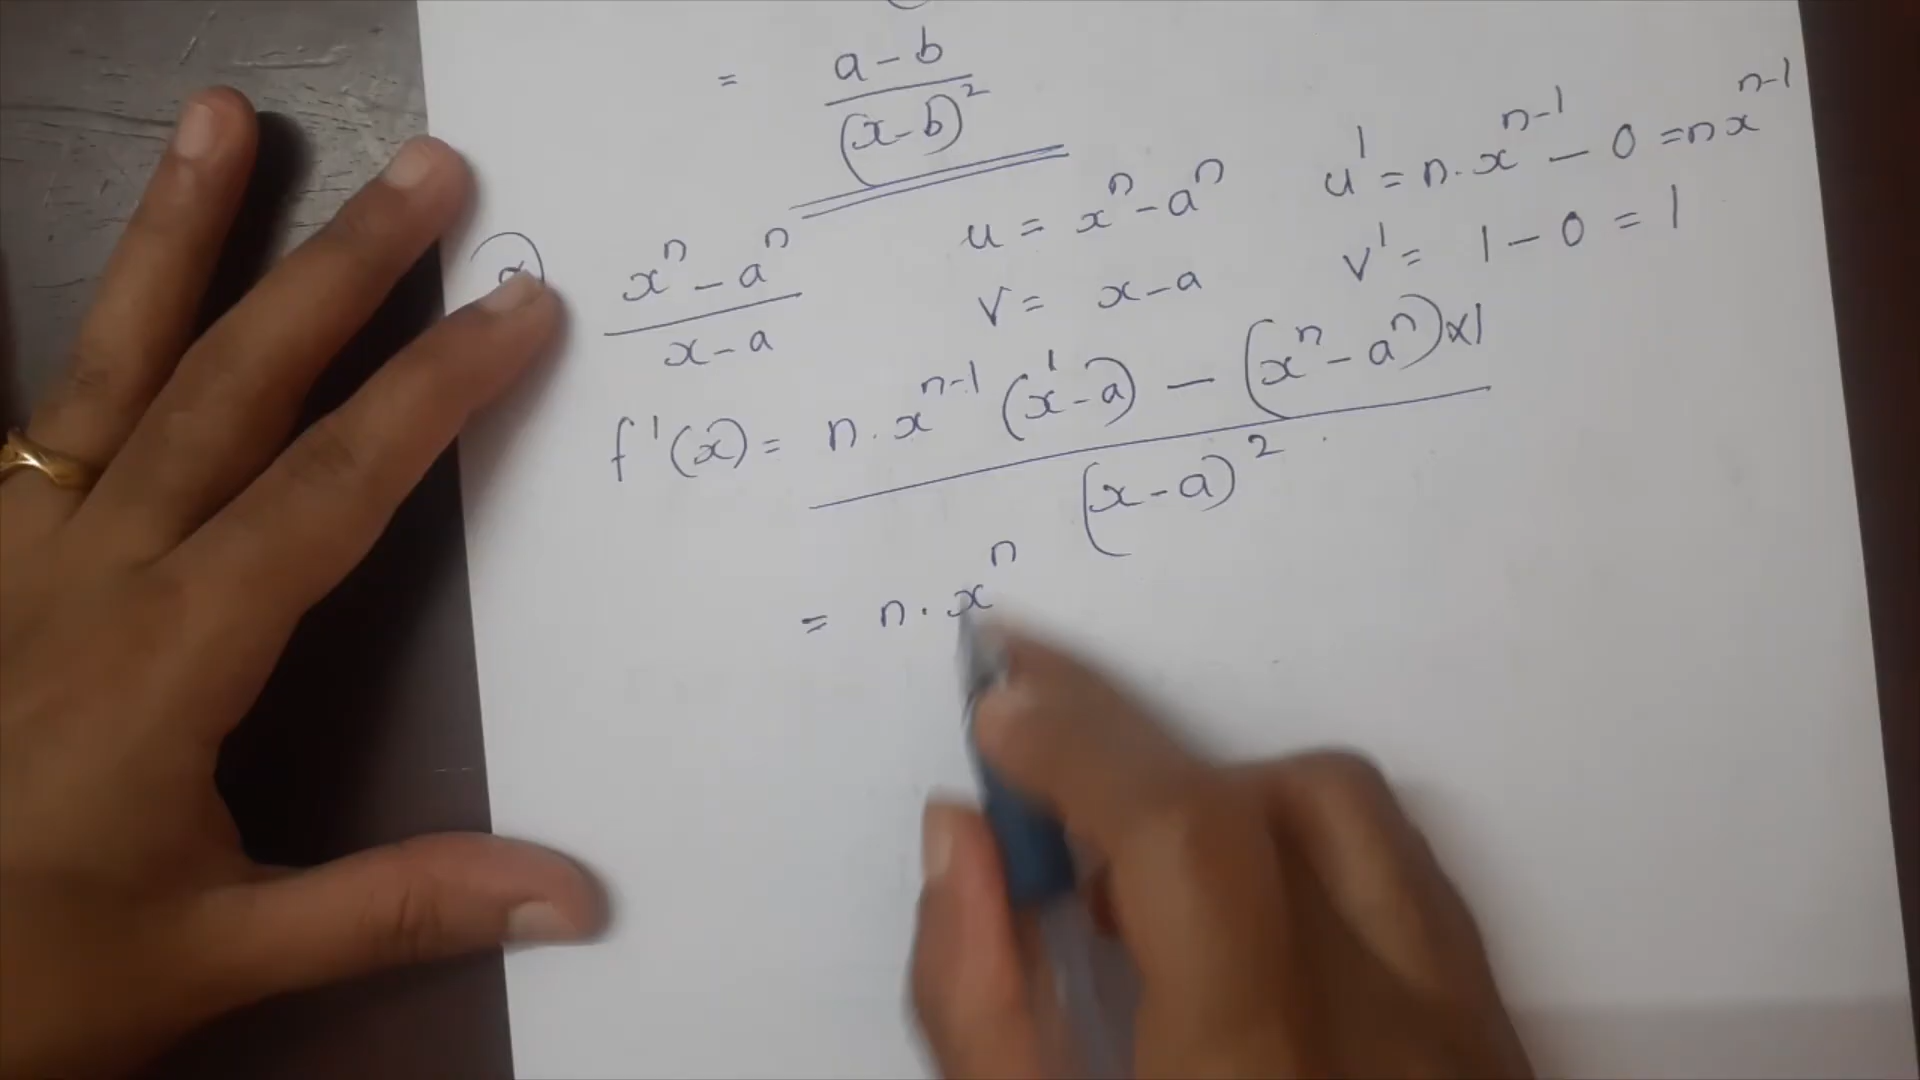 = a-b / (x-b)²
xⁿ - aⁿ / x-a
u = xⁿ - aⁿ u' = n.xⁿ⁻¹ - 0 = nxⁿ⁻¹
v = x-a v' = 1-0 = 1
f'(x) = n.xⁿ⁻¹ (x¹-a) - (xⁿ-aⁿ)×1 / (x-a)²
= n.xⁿ